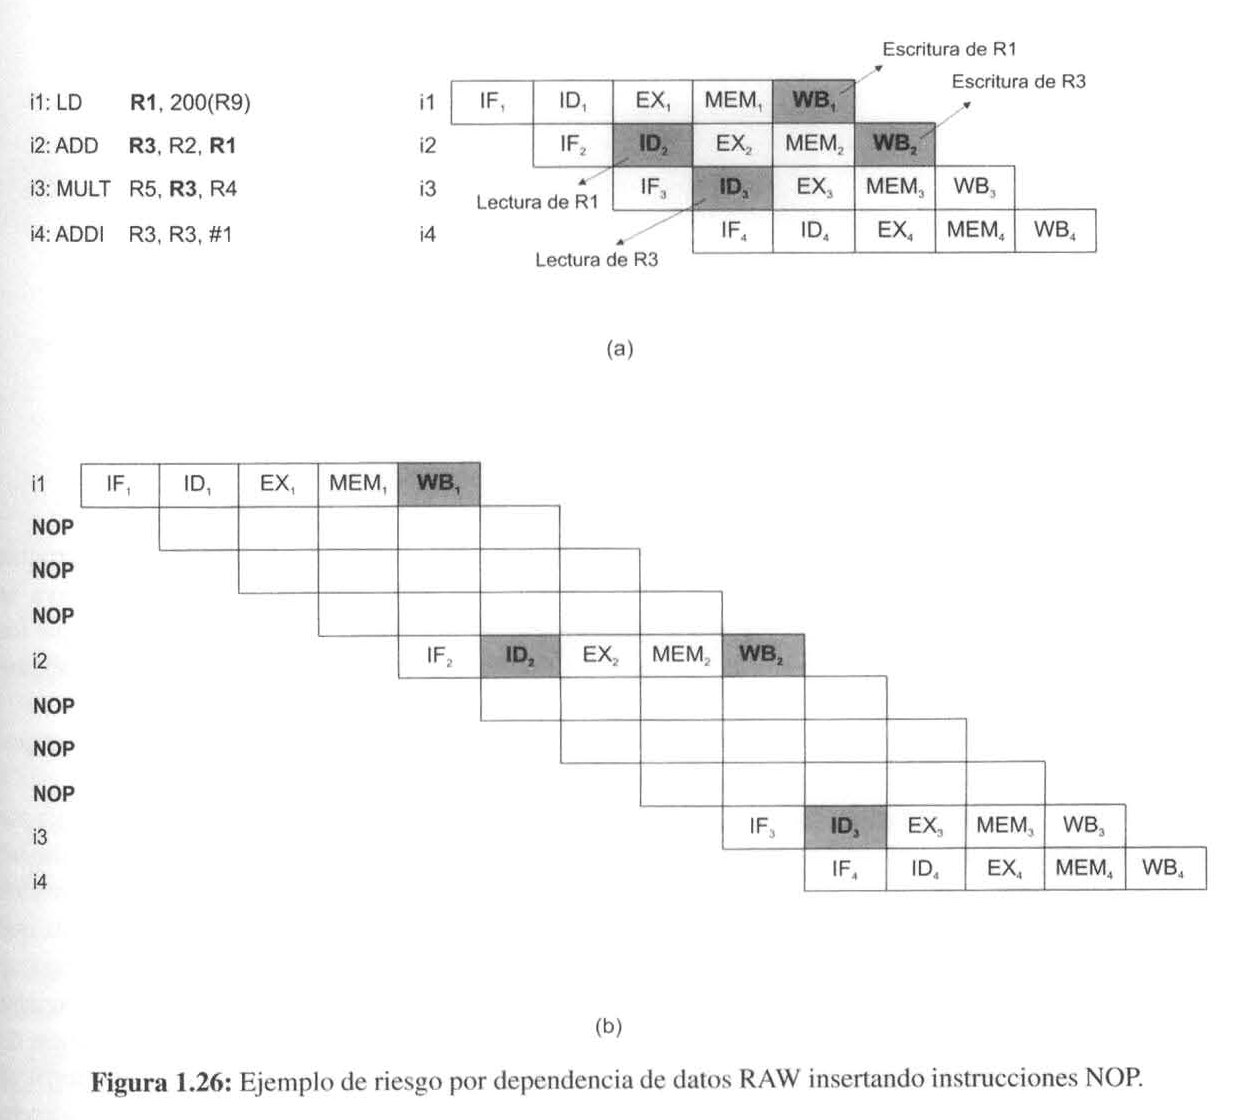 Escritura de R1
Escritura de R3
i1: LD R1, 200(R9)
i2: ADD R3, R2, R1
i3: MULT R5, R3, R4
i4: ADDI R3, R3, #1
i1 IF₁ ID₁ EX₁ MEM₁ WB₁
i2 IF₂ ID₂ EX₂ MEM₂ WB₂
Lectura de R1
i3 IF₃ ID₃ EX₃ MEM₃ WB₃
i4 IF₄ ID₄ EX₄ MEM₄ WB₄
Lectura de R3
(a)
i1 IF₁ ID₁ EX₁ MEM₁ WB₁
NOP
NOP
NOP
i2 IF₂ ID₂ EX₂ MEM₂ WB₂
NOP
NOP
NOP
i3 IF₃ ID₃ EX₃ MEM₃ WB₃
i4 IF₄ ID₄ EX₄ MEM₄ WB₄
(b)
Figura 1.26: Ejemplo de riesgo por dependencia de datos RAW insertando instrucciones NOP.